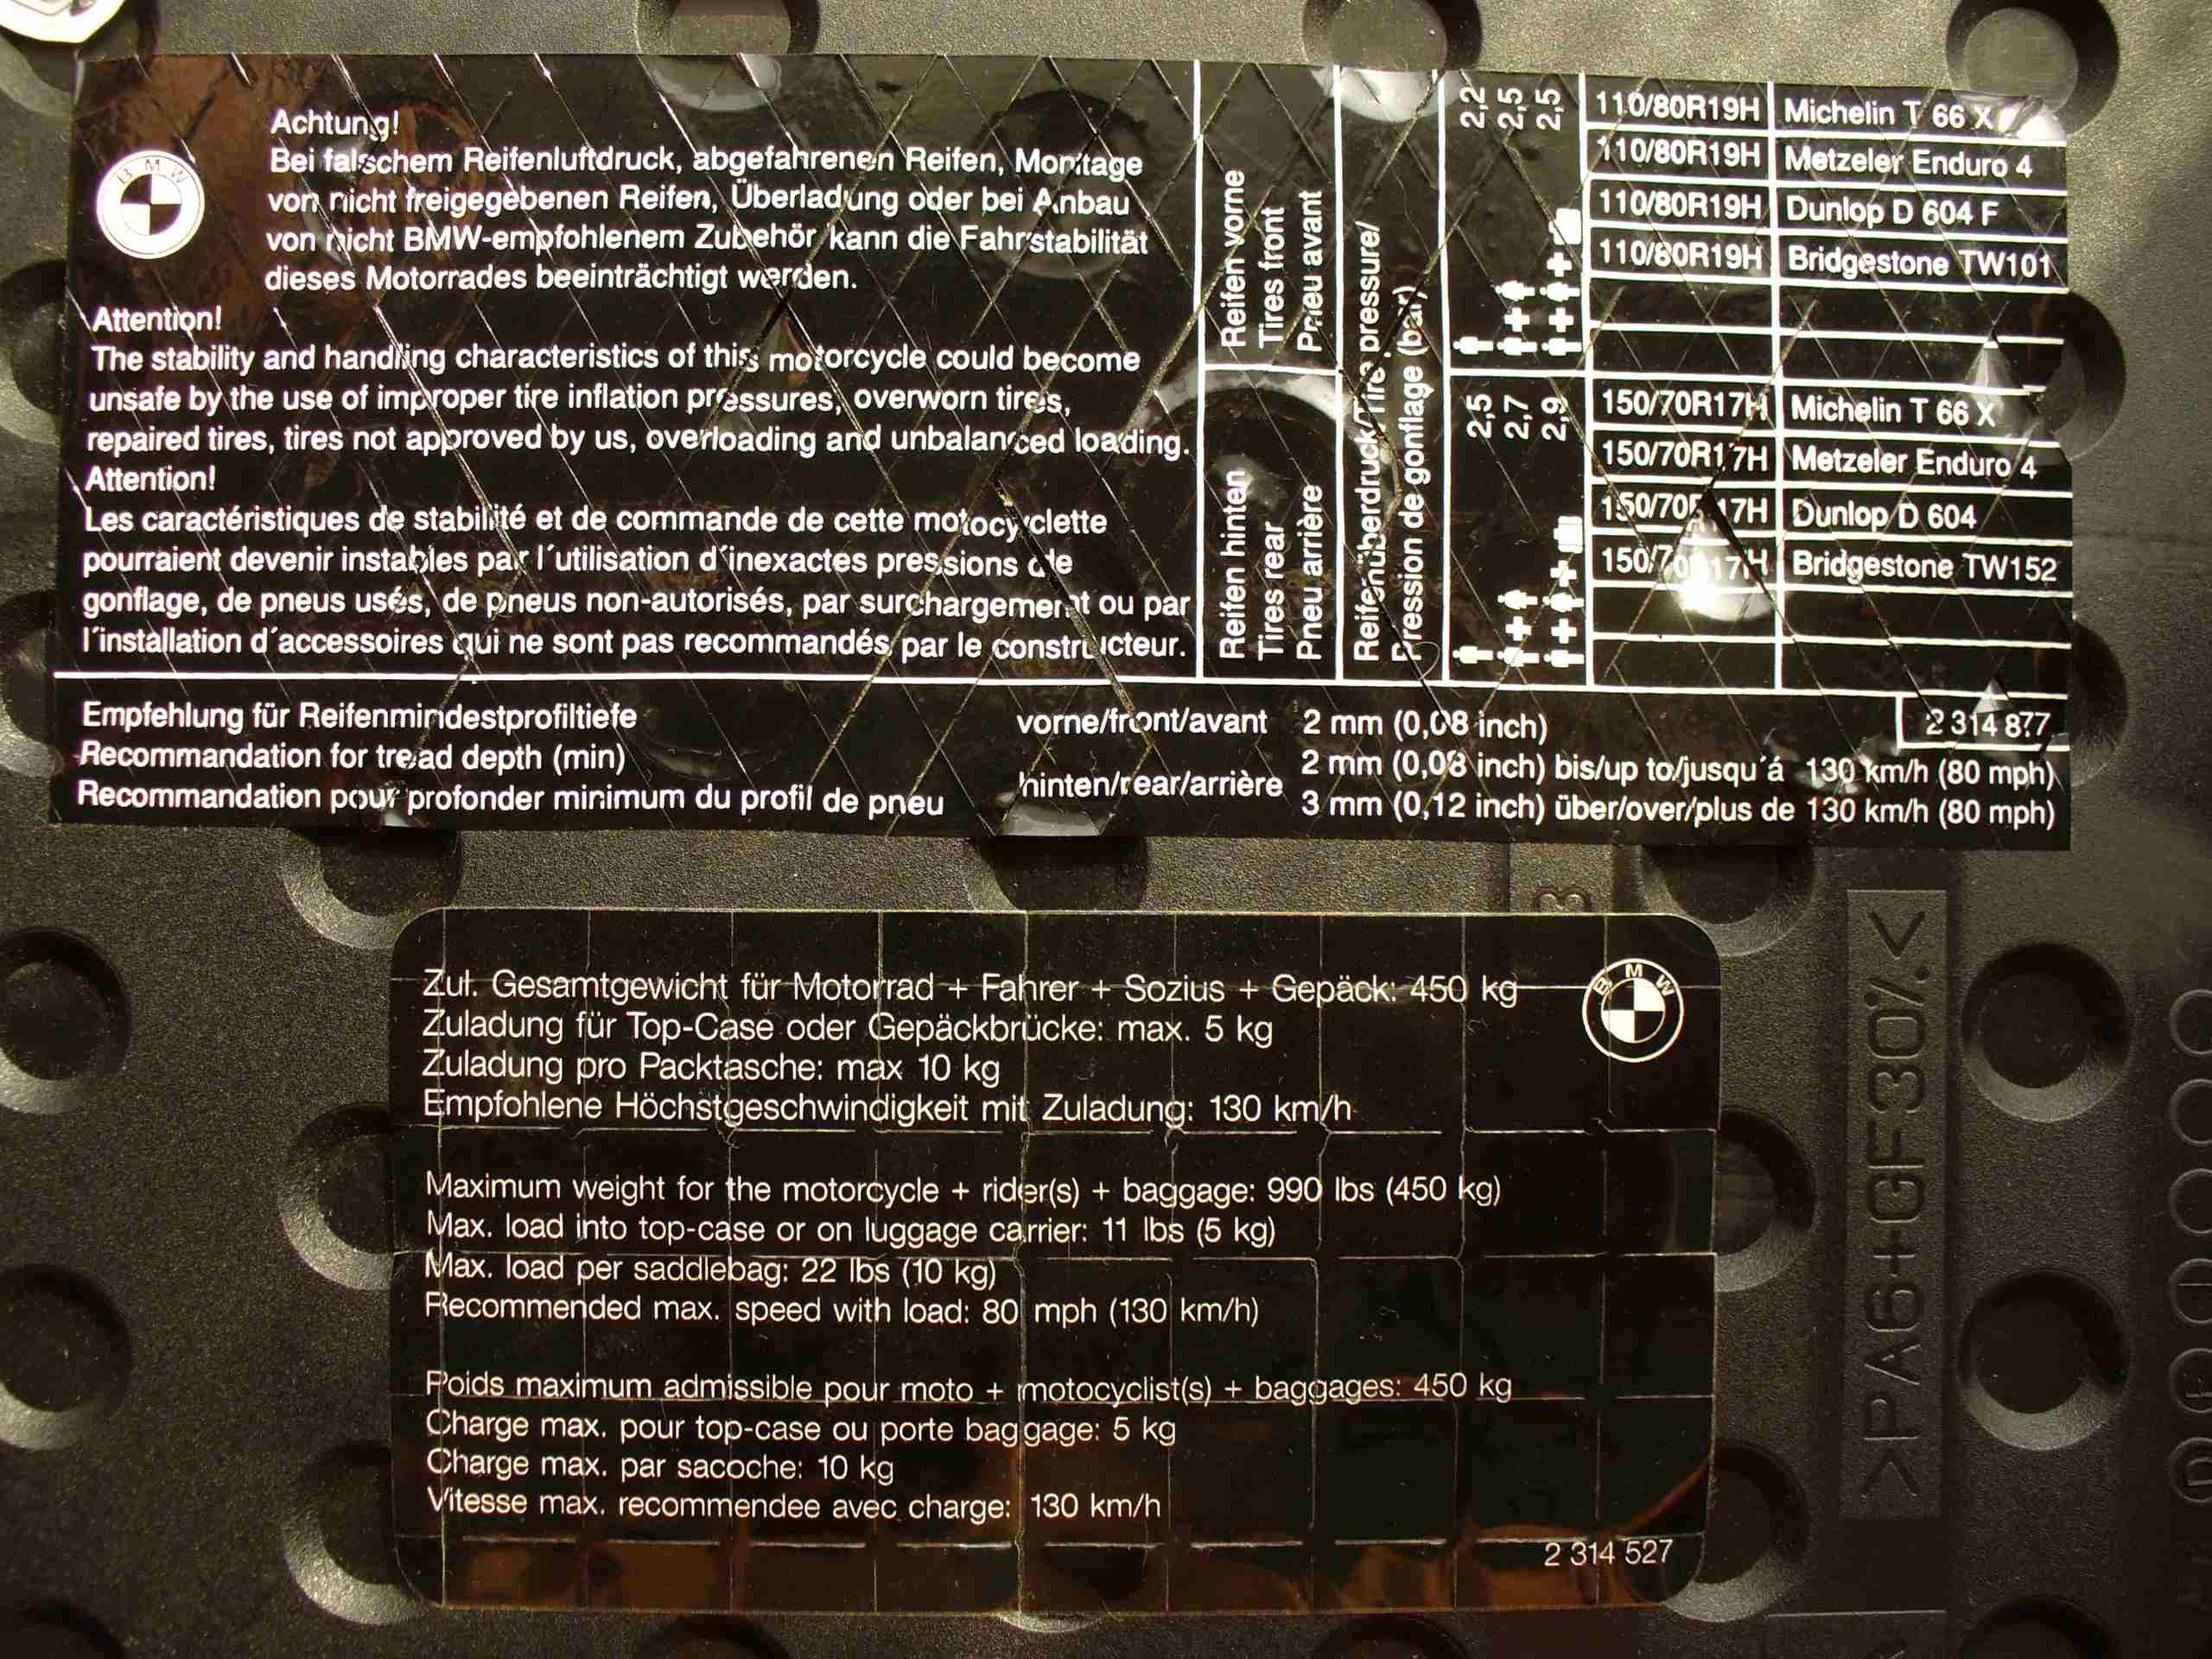 BMW
Achtung!
Bei falschem Reifenluftdruck, abgefahrenen Reifen, Montage
von nicht freigegebenen Reifen, Überladung oder bei Anbau
von nicht BMW-empfohlenem Zubehör kann die Fahrstabilität
dieses Motorrades beeinträchtigt werden.
Attention!
The stability and handling characteristics of this motorcycle could become
unsafe by the use of improper tire inflation pressures, overworn tires,
repaired tires, tires not approved by us, overloading and unbalanced loading.
Attention!
Les caractéristiques de stabilité et de commande de cette motocyclette
pourraient devenir instables par l´utilisation d´inexactes pressions de
gonflage, de pneus usés, de pneus non-autorisés, par surchargement ou par
l´installation d´accessoires qui ne sont pas recommandés par le constructeur.
Reifen vorne
Tires front
Pneu avant
Reifen hinten
Tires rear
Pneu arrière
Reifenüberdruck/Tire pressure/
Pression de gonflage (bar)
2,2
2,5
2,5
2,5
2,7
2,9
110/80R19H Michelin T 66 X
110/80R19H Metzeler Enduro 4
110/80R19H Dunlop D 604 F
110/80R19H Bridgestone TW101
150/70R17H Michelin T 66 X
150/70R17H Metzeler Enduro 4
150/70R17H Dunlop D 604
150/70R17H Bridgestone TW152
Empfehlung für Reifenmindestprofiltiefe
Recommandation for tread depth (min)
Recommandation pour profonder minimum du profil de pneu
vorne/front/avant 2 mm (0,08 inch)
hinten/rear/arrière
2 mm (0,08 inch) bis/up to/jusqu´á 130 km/h (80 mph)
3 mm (0,12 inch) über/over/plus de 130 km/h (80 mph)
2 314 877
Zul. Gesamtgewicht für Motorrad + Fahrer + Sozius + Gepäck: 450 kg
Zuladung für Top-Case oder Gepäckbrücke: max. 5 kg
Zuladung pro Packtasche: max 10 kg
Empfohlene Höchstgeschwindigkeit mit Zuladung: 130 km/h
BMW
Maximum weight for the motorcycle + rider(s) + baggage: 990 lbs (450 kg)
Max. load into top-case or on luggage carrier: 11 lbs (5 kg)
Max. load per saddlebag: 22 lbs (10 kg)
Recommended max. speed with load: 80 mph (130 km/h)
Poids maximum admissible pour moto + motocyclist(s) + baggages: 450 kg
Charge max. pour top-case ou porte baggage: 5 kg
Charge max. par sacoche: 10 kg
Vitesse max. recommendee avec charge: 130 km/h
2 314 527
>PA6+GF30%<